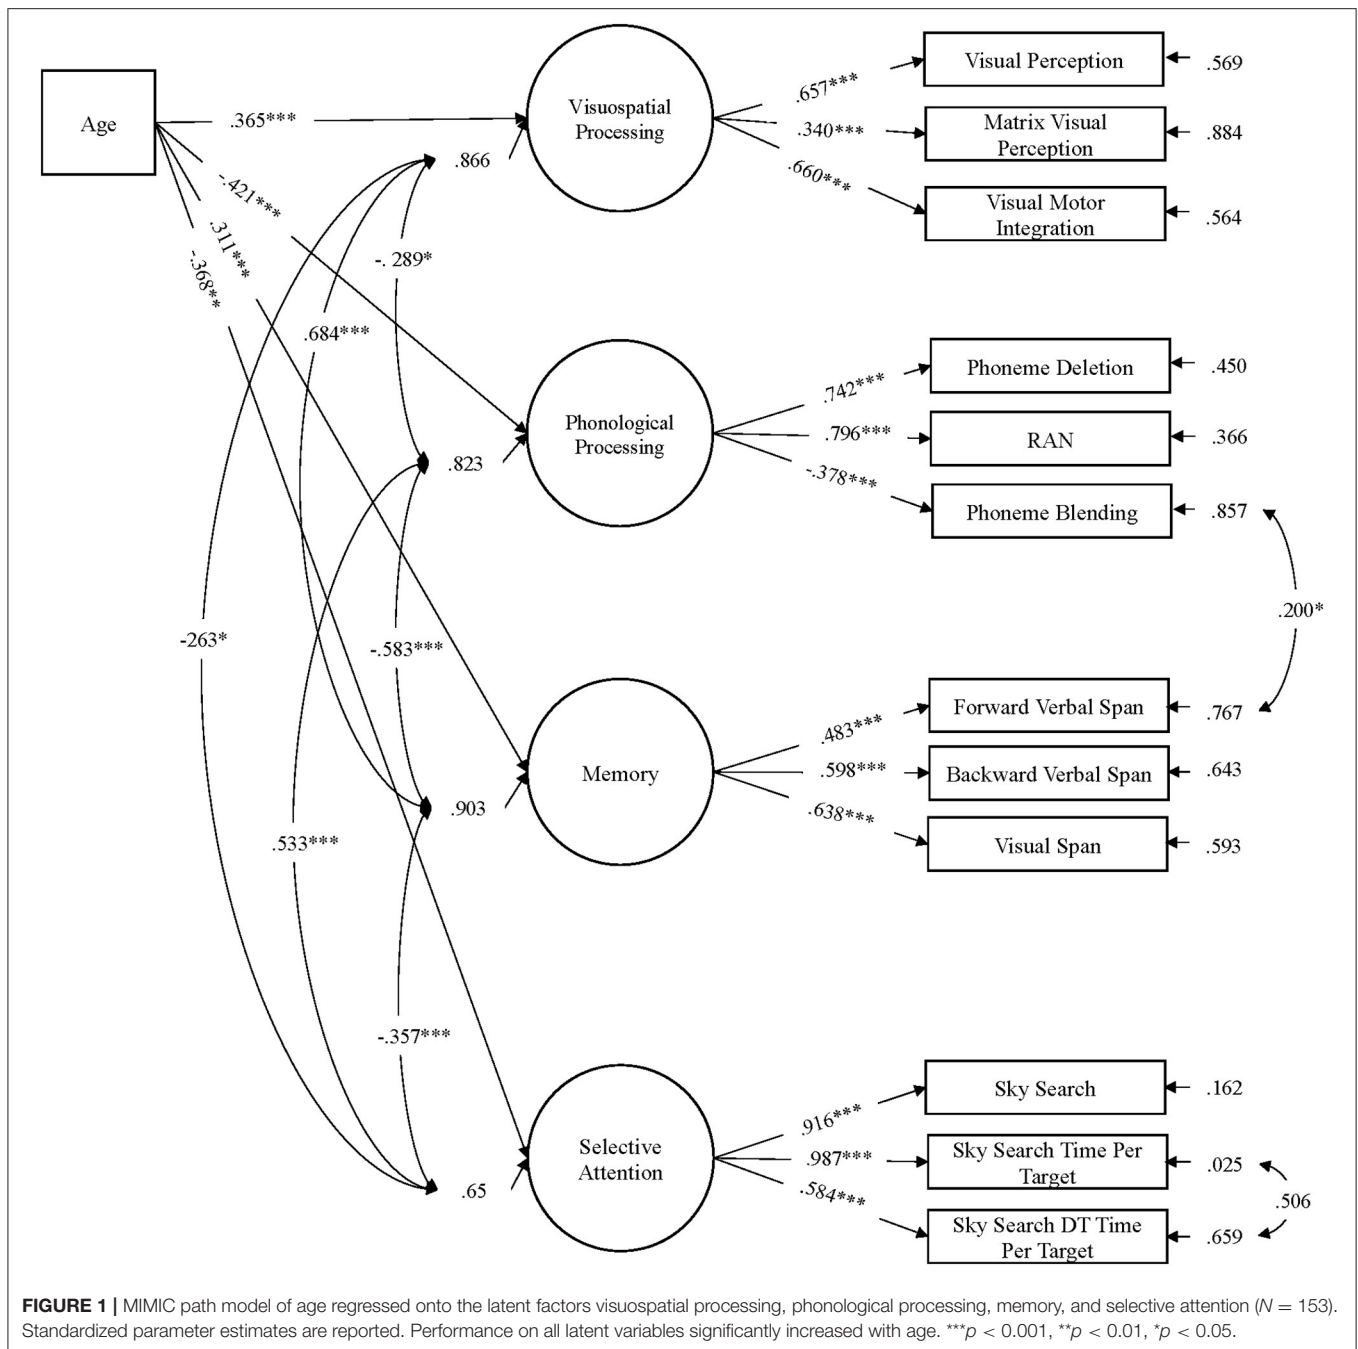 Age
.365***
-.421***
.311***
-.368**
Visuospatial
Processing
.866
.657***
.340***
.660***
Visual Perception
.569
Matrix Visual
Perception
.884
Visual Motor
Integration
.564
-. 289*
.684***
Phonological
Processing
.823
.742***
.796***
-.378***
Phoneme Deletion
.450
RAN
.366
Phoneme Blending
.857
.200*
-263*
-.583***
Memory
.903
.483***
.598***
.638***
Forward Verbal Span
.767
Backward Verbal Span
.643
Visual Span
.593
.533***
-.357***
Selective
Attention
.65
.916***
.987***
.584***
Sky Search
.162
Sky Search Time Per
Target
.025
.506
Sky Search DT Time
Per Target
.659
FIGURE 1 | MIMIC path model of age regressed onto the latent factors visuospatial processing, phonological processing, memory, and selective attention (N = 153).
Standardized parameter estimates are reported. Performance on all latent variables significantly increased with age. ***p < 0.001, **p < 0.01, *p < 0.05.